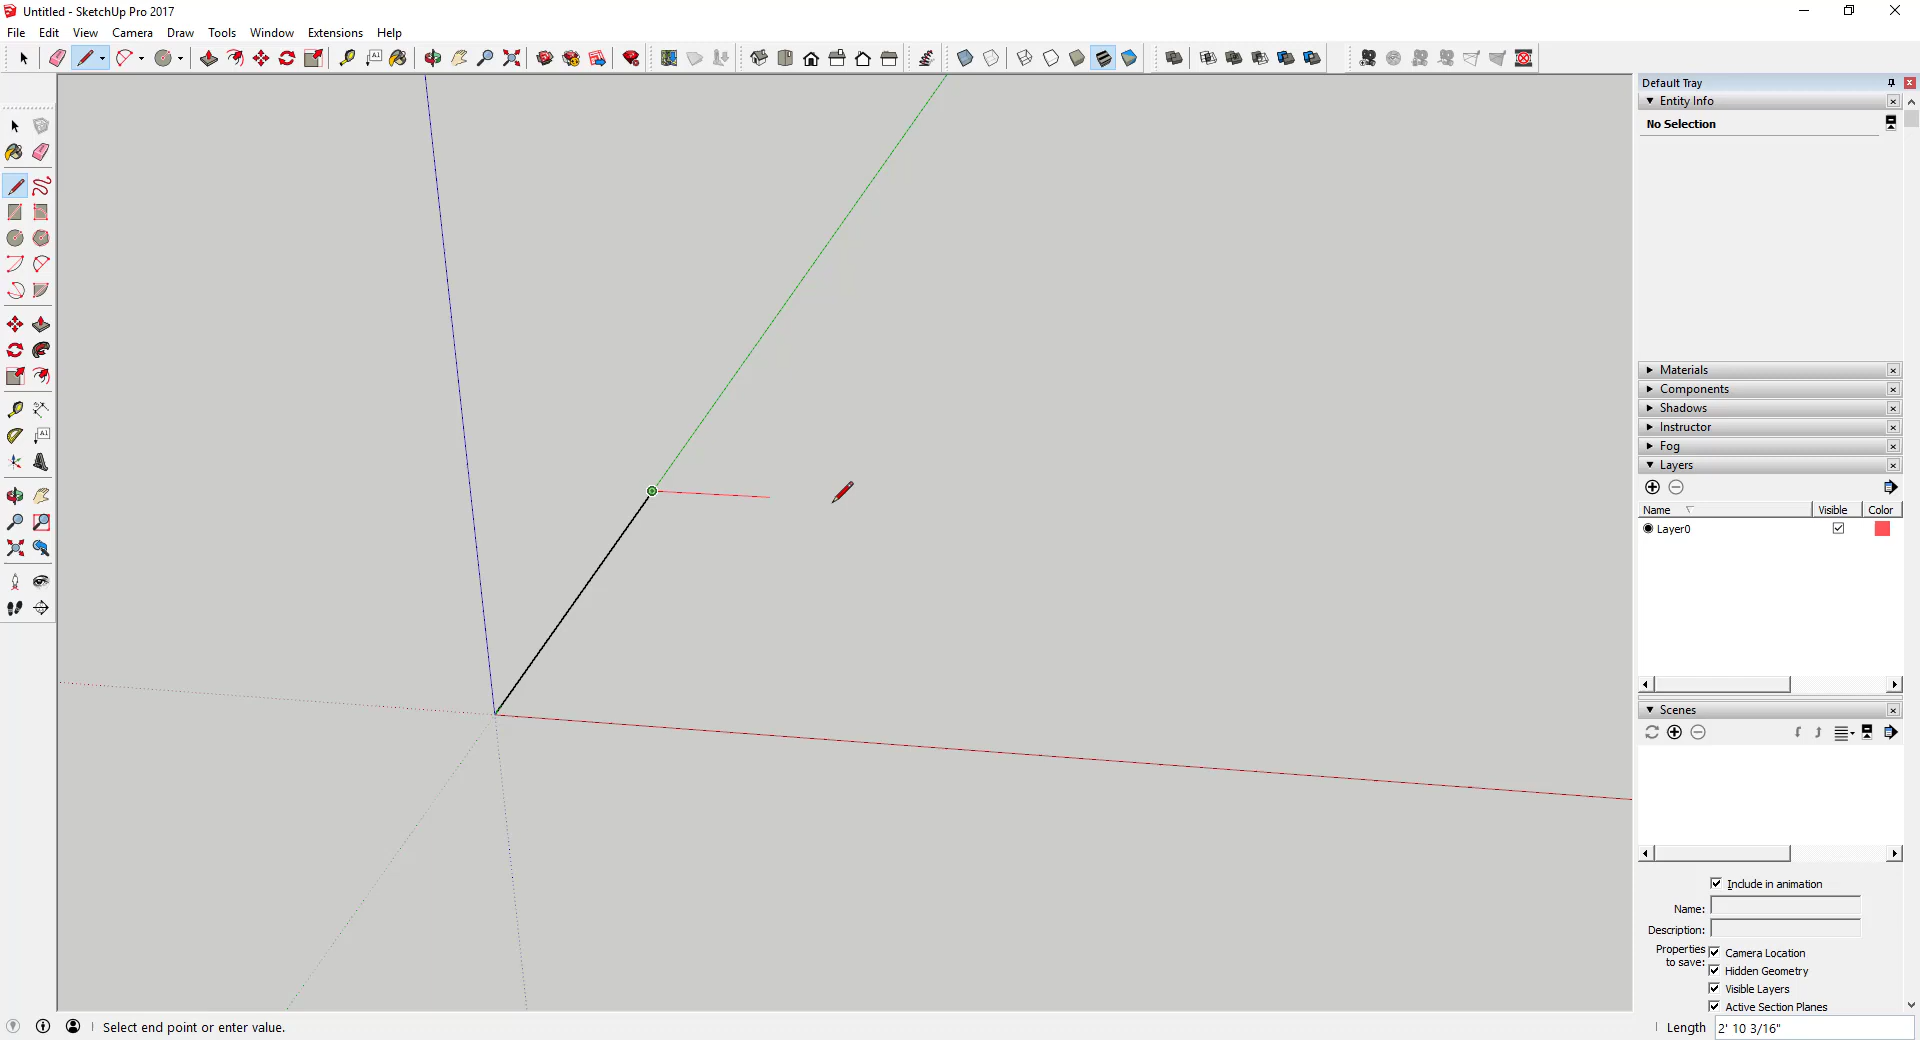 Untitled - SketchUp Pro 2017
File Edit View Camera Draw Tools Window Extensions Help
Default Tray
Entity Info
No Selection
Materials
Components
Shadows
Instructor
Fog
Layers
Name Visible Color
Layer0
Scenes
Include in animation
Name:
Description:
Properties to save:
Camera Location
Hidden Geometry
Visible Layers
Active Section Planes
Select end point or enter value.
Length 2' 10 3/16"